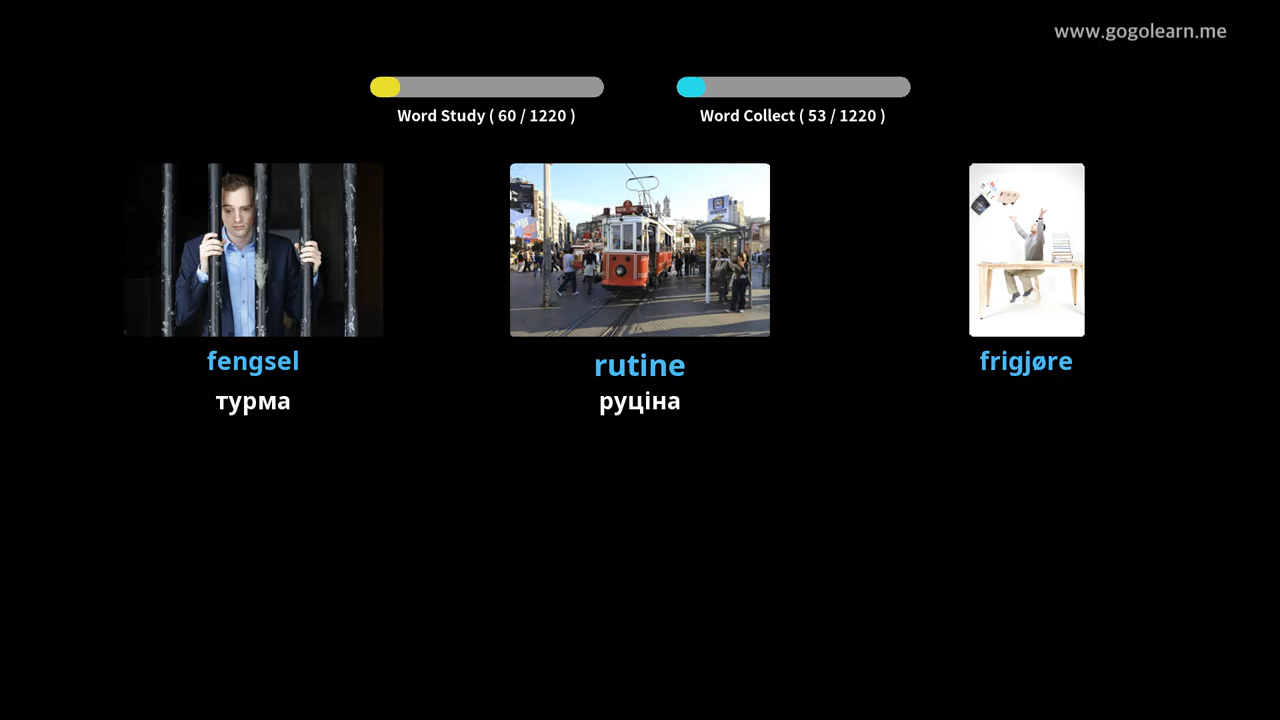 www.gogolearn.me
Word Study ( 60 / 1220 )
Word Collect ( 53 / 1220 )
fengsel
rutine
frigjøre
турма
руціна